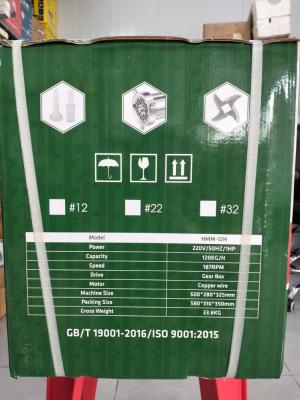 #12 #22 #32
Model HMM-12H
Power 220V/50HZ/1HP
Capacity 120KG/H
Speed 187RPM
Drive Gear Box
Motor Copper wire
Machine Size 500*280*325mm
Packing Size 580*310*350mm
Gross Weight 23.6KG
GB/T 19001-2016/ISO 9001:2015